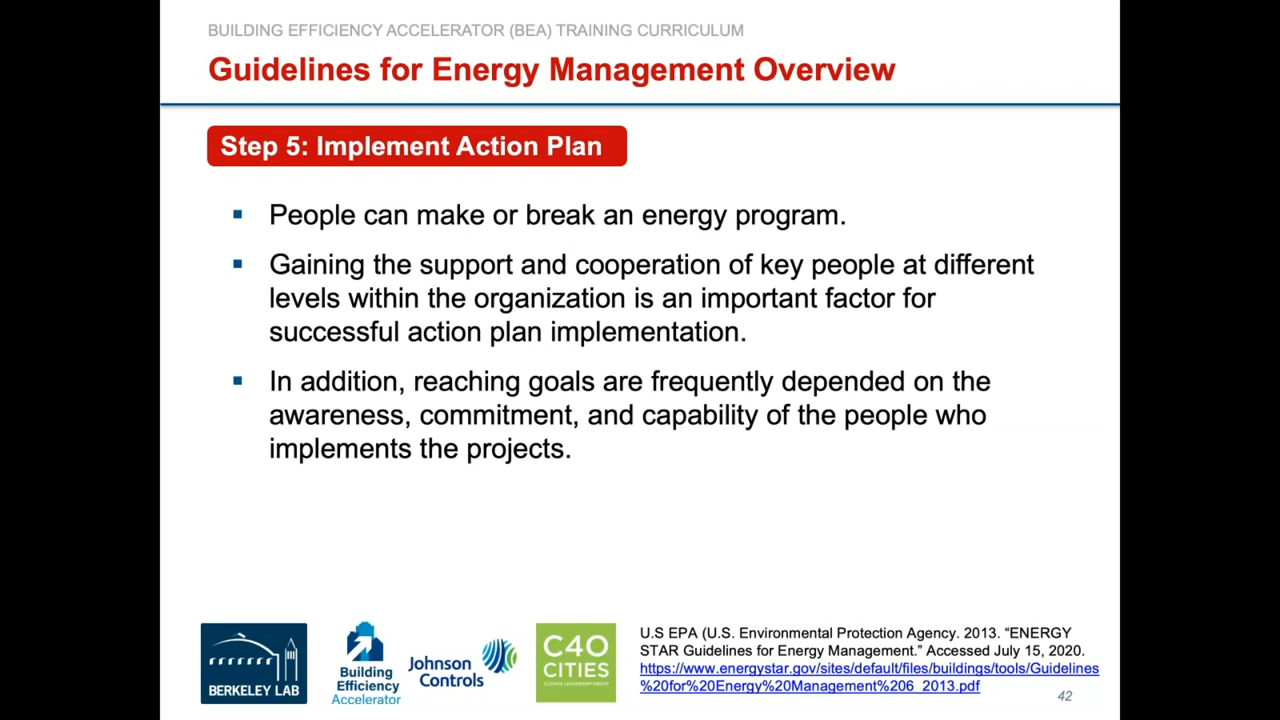 BUILDING EFFICIENCY ACCELERATOR (BEA) TRAINING CURRICULUM
Guidelines for Energy Management Overview
Step 5: Implement Action Plan
People can make or break an energy program.
Gaining the support and cooperation of key people at different
levels within the organization is an important factor for
successful action plan implementation.
In addition, reaching goals are frequently depended on the
awareness, commitment, and capability of the people who
implements the projects.
BERKELEY LAB
Building
Efficiency
Accelerator
Johnson
Controls
C40
CITIES
CLIMATE LEADERSHIP GROUP
U.S EPA (U.S. Environmental Protection Agency. 2013. “ENERGY
STAR Guidelines for Energy Management.” Accessed July 15, 2020.
https://www.energystar.gov/sites/default/files/buildings/tools/Guidelines
%20for%20Energy%20Management%206_2013.pdf
42